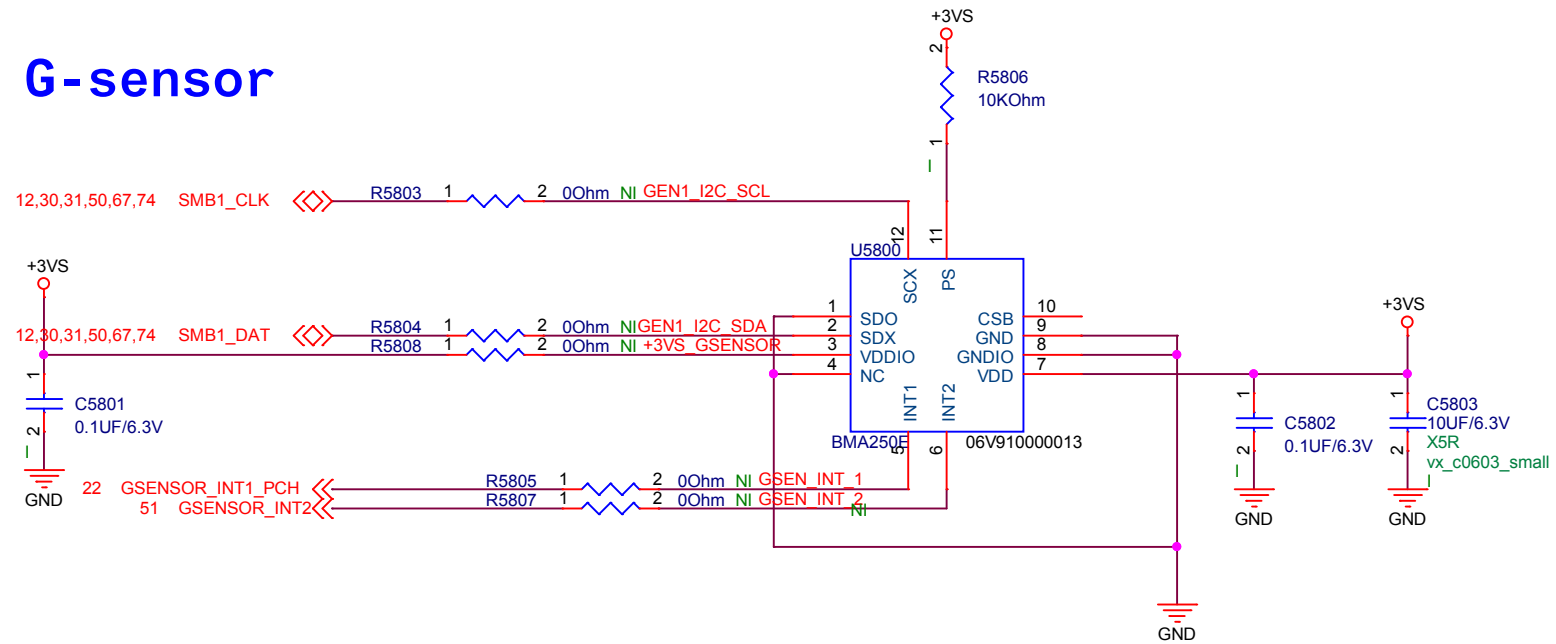 G-sensor
+3VS
2
R5806
10KOhm
1
I
12,30,31,50,67,74 SMB1_CLK R5803 1 2 0Ohm NI GEN1_I2C_SCL
12 11
U5800
SCX PS
+3VS
12,30,31,50,67,74 SMB1_DAT R5804 1 2 0Ohm NI GEN1_I2C_SDA
R5808 1 2 0Ohm NI +3VS_GSENSOR
1 SDO CSB 10
2 SDX GND 9
3 VDDIO GNDIO 8
4 NC VDD 7
INT1 INT2
BMA250E 06V910000013
5 6
1
C5801
0.1UF/6.3V
2
I
GND
+3VS
1
C5802
0.1UF/6.3V
2
I
GND
1
C5803
10UF/6.3V
X5R
vx_c0603_small
2
I
GND
22 GSENSOR_INT1_PCH R5805 1 2 0Ohm NI GSEN_INT_1
51 GSENSOR_INT2 R5807 1 2 0Ohm NI GSEN_INT_2
NI
GND